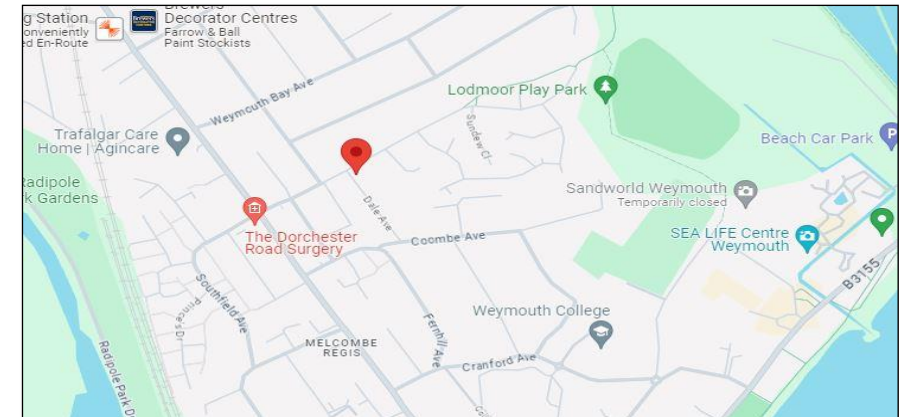 g Station
onveniently
ed En-Route
Brewers
Decorator Centres
Farrow & Ball
Paint Stockists
Weymouth Bay Ave
Lodmoor Play Park
Sundew Cl
Trafalgar Care
Home | Agincare
Beach Car Park
P
Radipole
k Gardens
Sandworld Weymouth
Temporarily closed
Dale Ave
The Dorchester
Road Surgery
Coombe Ave
SEA LIFE Centre
Weymouth
B3155
Southfield Ave
Prince's Dr
Weymouth College
Fernhill Ave
MELCOMBE
REGIS
Cranford Ave
Radipole Park D